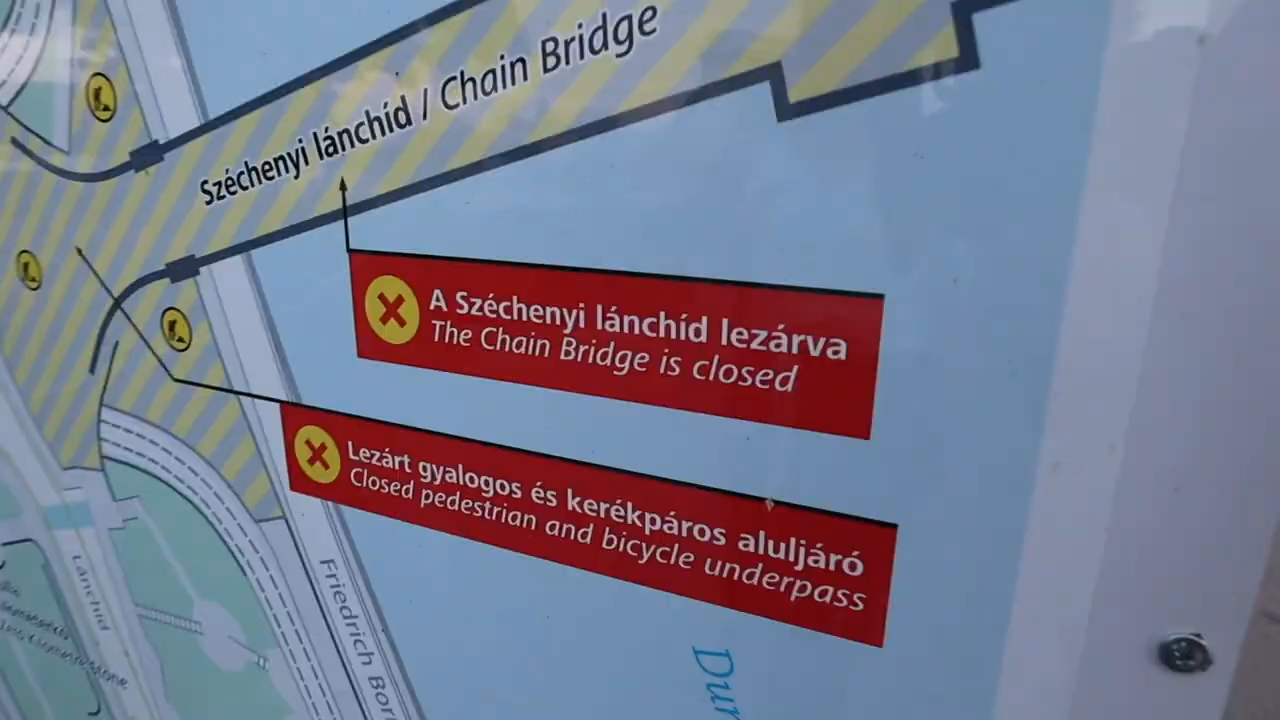 Széchenyi lánchíd / Chain Bridge
A Széchenyi lánchíd lezárva
The Chain Bridge is closed
Lezárt gyalogos és kerékpáros aluljáró
Closed pedestrian and bicycle underpass
Lánchíd
Friedrich Bor
Dun